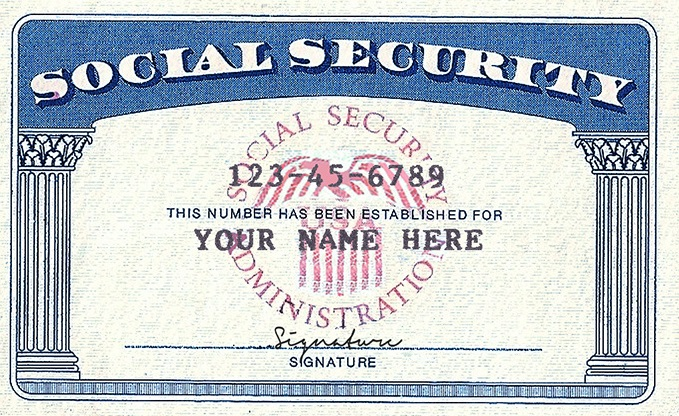 SOCIAL SECURITY
SOCIAL SECURITY
123-45-6789
THIS NUMBER HAS BEEN ESTABLISHED FOR
USA
YOUR NAME HERE
ADMINISTRATION
Signature
SIGNATURE